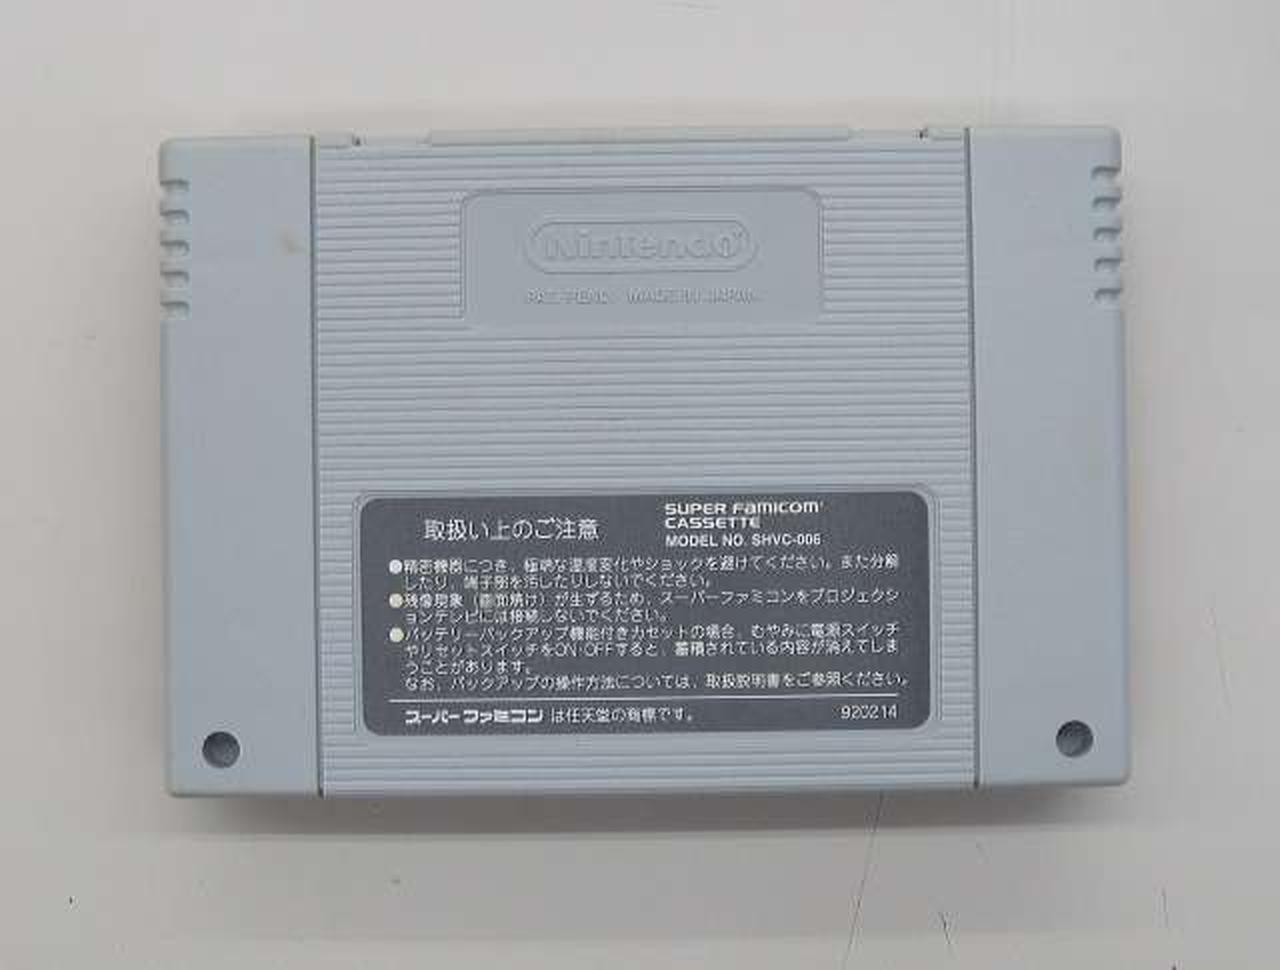 Nintendo
PAT. PEND. MADE IN JAPAN
取扱い上のご注意
SUPER FAMICOM
CASSETTE
MODEL NO. SHVC-006
●精密機器につき、極端な温度変化やショックを避けてください。また分解
したり、端子部を汚したりしないでください。
●残像現象（画面焼け）が生ずるため、スーパーファミコンをプロジェクシ
ョンテレビには接続しないでください。
●バッテリーバックアップ機能付きカセットの場合、むやみに電源スイッチ
やリセットスイッチをON・OFFすると、蓄積されている内容が消えてしま
うことがあります。
なお、バックアップの操作方法については、取扱説明書をご参照ください。
スーパーファミコン は任天堂の商標です。
920214